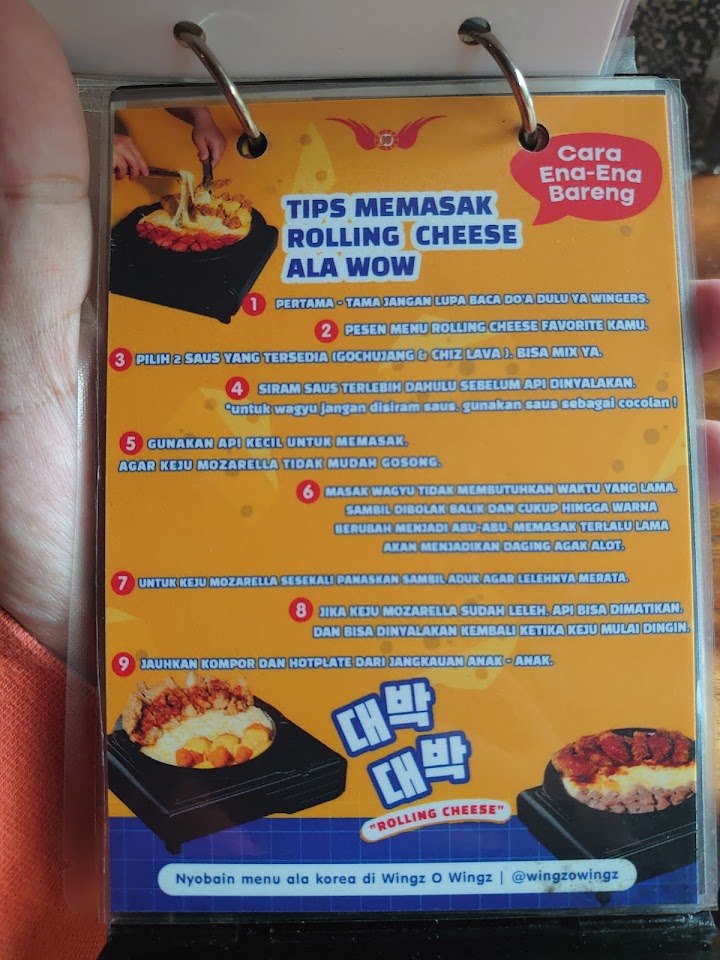 Cara
Ena-Ena
Bareng
TIPS MEMASAK
ROLLING CHEESE
ALA WOW
1 PERTAMA - TAMA JANGAN LUPA BACA DO'A DULU YA WINGERS.
2 PESEN MENU ROLLING CHEESE FAVORITE KAMU.
3 PILIH 2 SAUS YANG TERSEDIA (GOCHUJANG & CHIZ LAVA ). BISA MIX YA.
4 SIRAM SAUS TERLEBIH DAHULU SEBELUM API DINYALAKAN.
*untuk wagyu jangan disiram saus, gunakan saus sebagai cocolan !
5 GUNAKAN API KECIL UNTUK MEMASAK.
AGAR KEJU MOZARELLA TIDAK MUDAH GOSONG.
6 MASAK WAGYU TIDAK MEMBUTUHKAN WAKTU YANG LAMA.
SAMBIL DIBOLAK BALIK DAN CUKUP HINGGA WARNA
BERUBAH MENJADI ABU-ABU. MEMASAK TERLALU LAMA
AKAN MENJADIKAN DAGING AGAK ALOT.
7 UNTUK KEJU MOZARELLA SESEKALI PANASKAN SAMBIL ADUK AGAR LELEHNYA MERATA.
8 JIKA KEJU MOZARELLA SUDAH LELEH, API BISA DIMATIKAN.
DAN BISA DINYALAKAN KEMBALI KETIKA KEJU MULAI DINGIN.
9 JAUHKAN KOMPOR DAN HOTPLATE DARI JANGKAUAN ANAK - ANAK.
대박
대박
"ROLLING CHEESE"
Nyobain menu ala korea di Wingz O Wingz | @wingzowingz